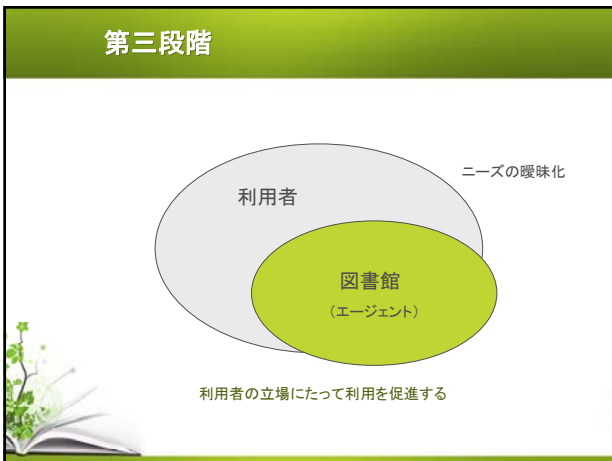 第三段階
ニーズの曖昧化
利用者
図書館
（エージェント）
利用者の立場にたって利用を促進する